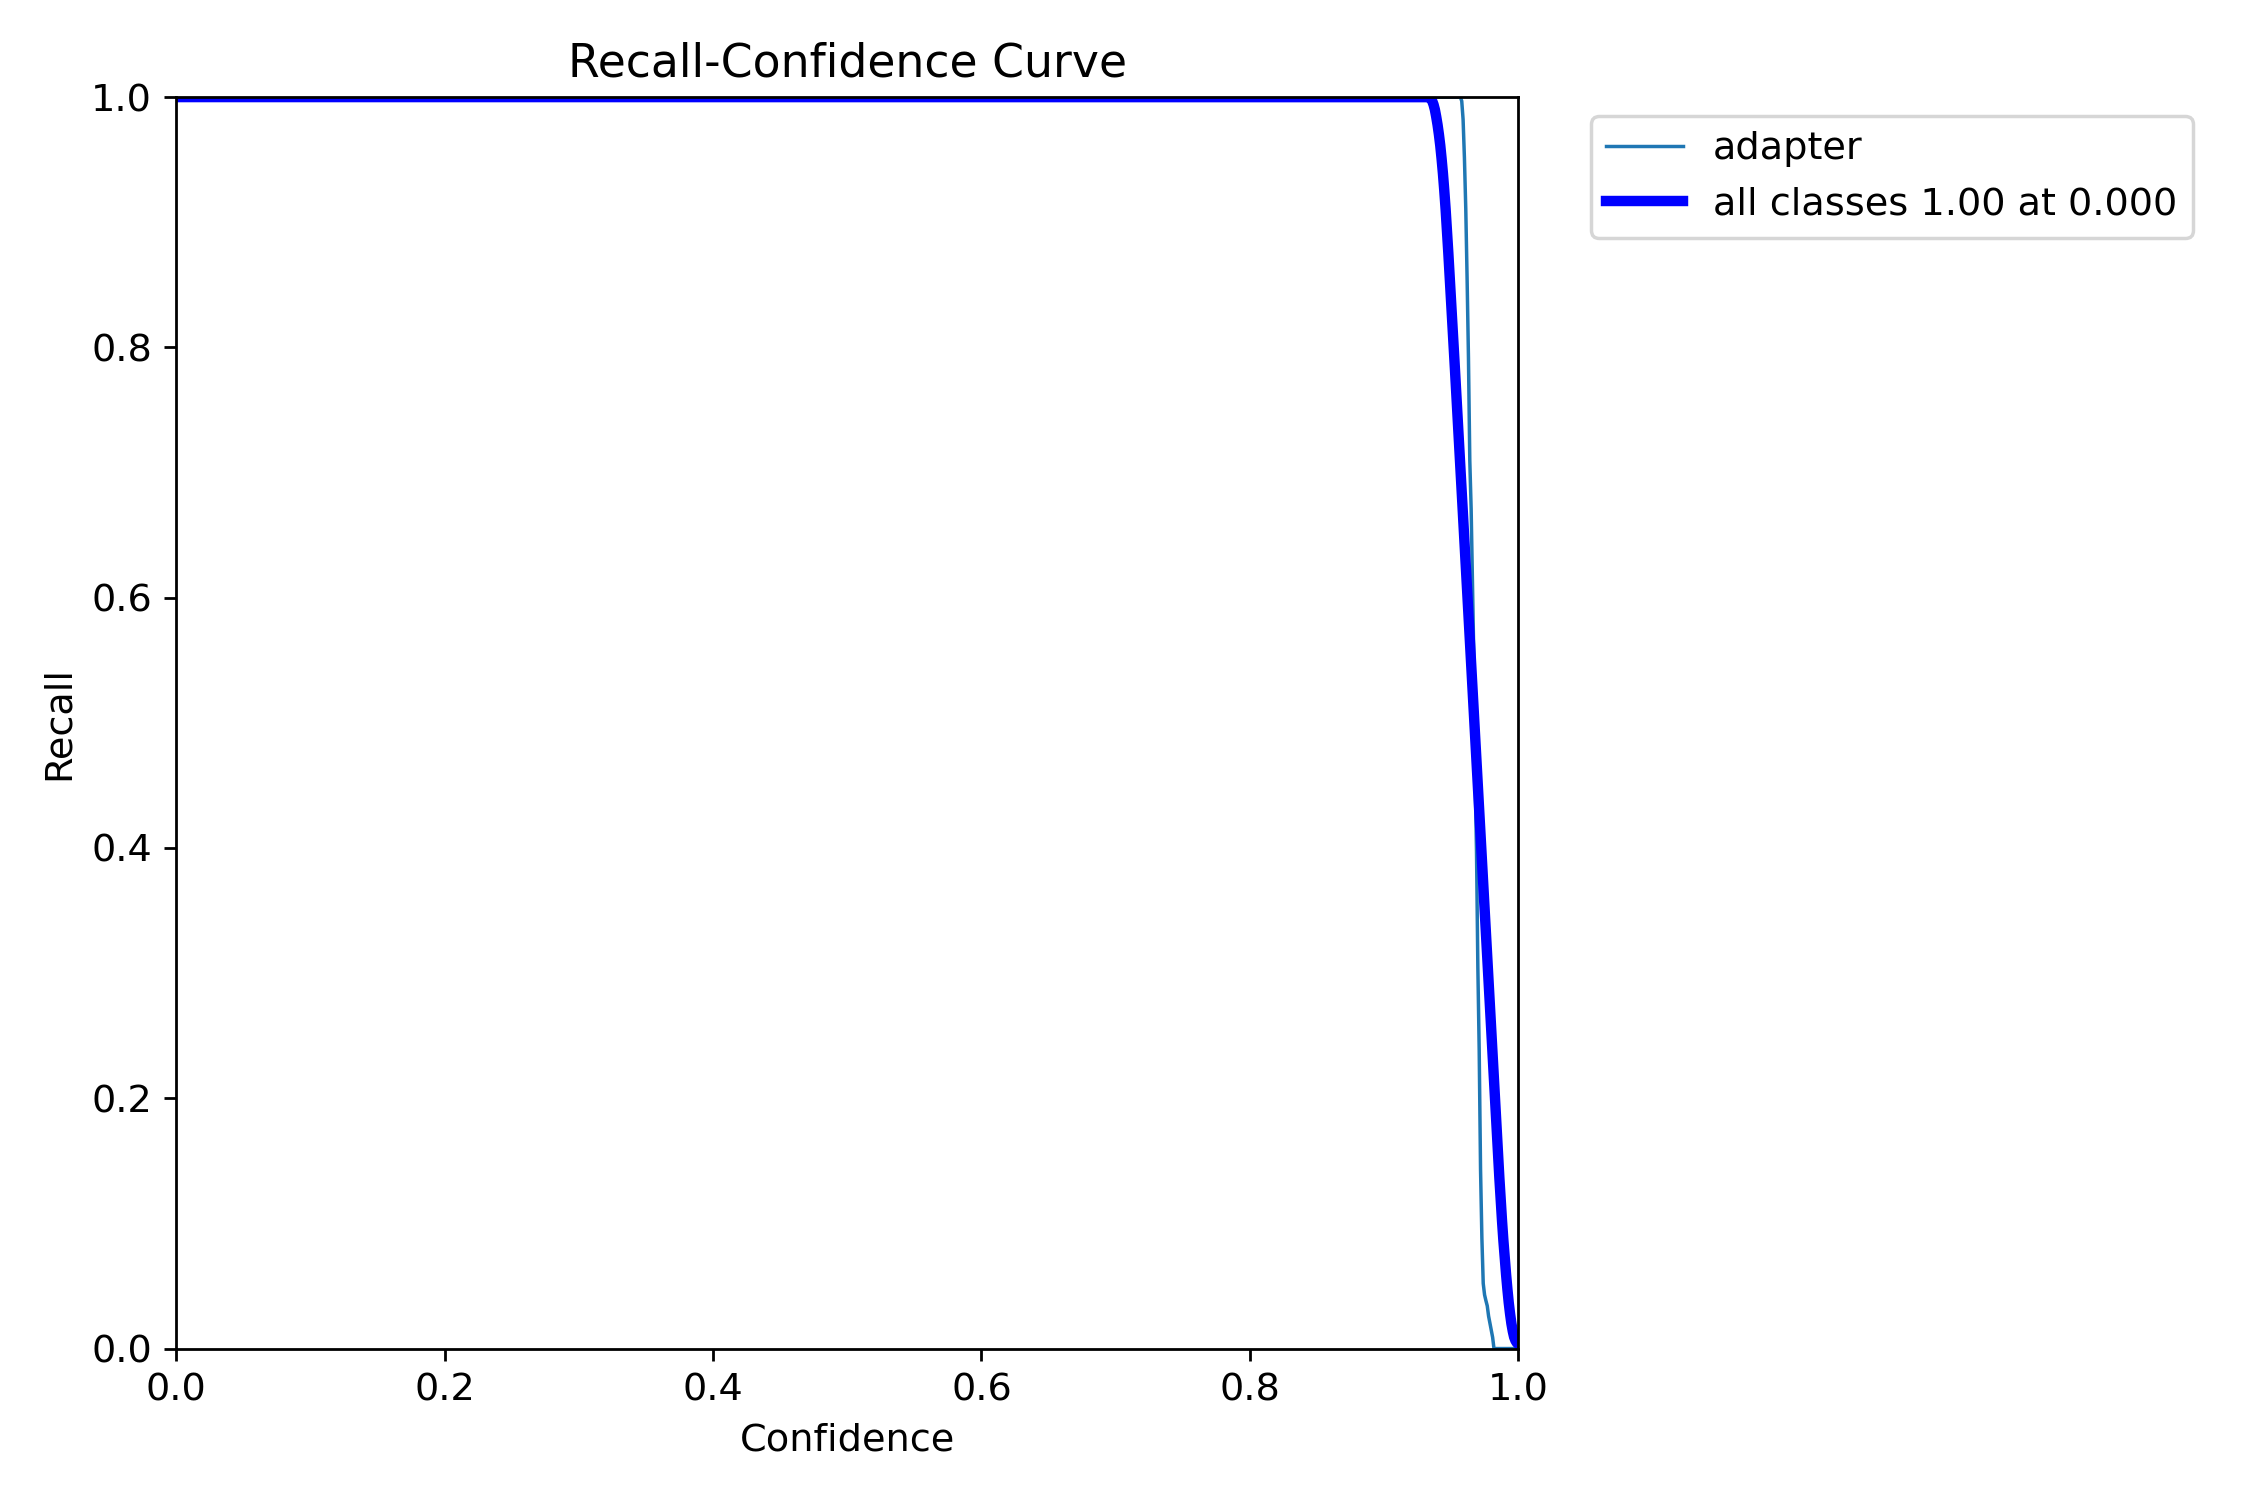 Recall-Confidence Curve
adapter
all classes 1.00 at 0.000
1.0
0.8
0.6
0.4
0.2
0.0
Recall
0.0 0.2 0.4 0.6 0.8 1.0
Confidence